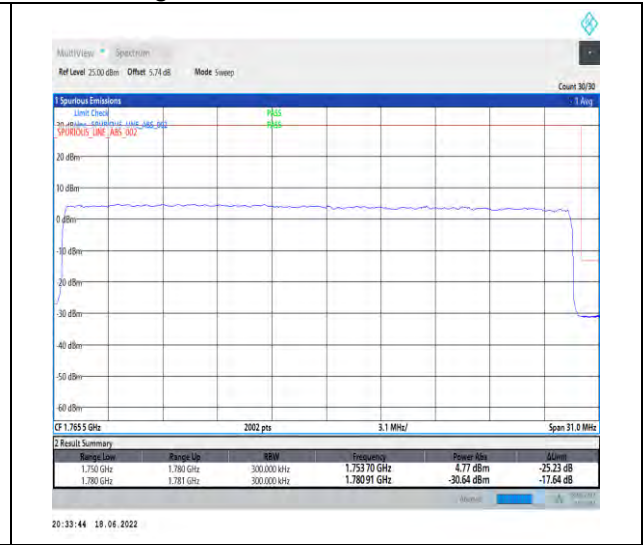 MultiView Spectrum
Ref Level 25.00 dBm Offset 5.74 dB Mode Sweep
Count 30/30
1 Spurious Emissions 1 Avg
Limit Check PASS
30 dBm SPURIOUS_LINE_ABS_002 PASS
SPURIOUS_LINE_ABS_002
20 dBm
10 dBm
0 dBm
-10 dBm
-20 dBm
-30 dBm
-40 dBm
-50 dBm
-60 dBm
CF 1.765 5 GHz 2002 pts 3.1 MHz/ Span 31.0 MHz
2 Result Summary
Range Low Range Up RBW Frequency Power Abs ΔLimit
1.750 GHz 1.780 GHz 300.000 kHz 1.753 70 GHz 4.77 dBm -25.23 dB
1.780 GHz 1.781 GHz 300.000 kHz 1.780 91 GHz -30.64 dBm -17.64 dB
20:33:44 18.06.2022